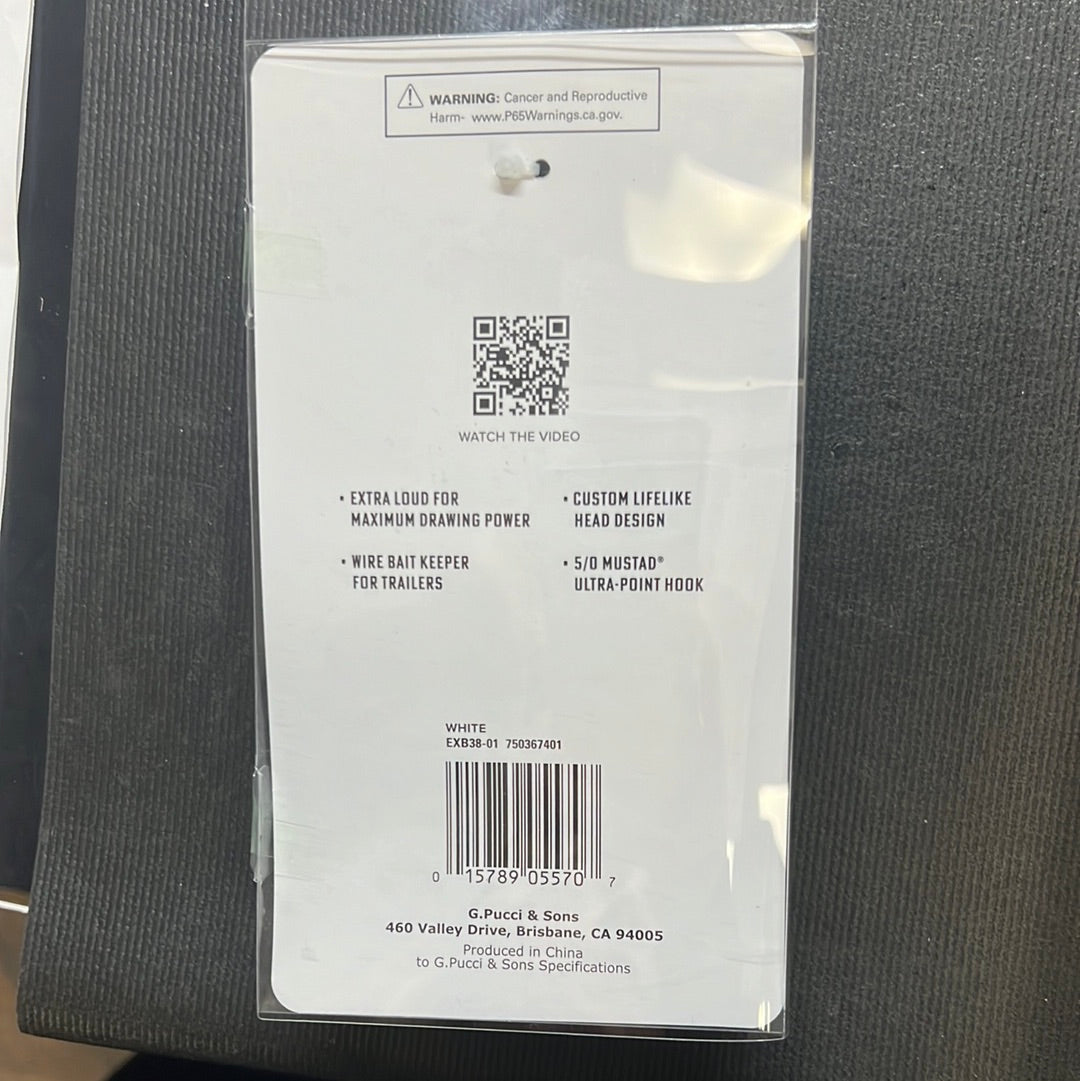 WARNING: Cancer and Reproductive
Harm- www.P65Warnings.ca.gov.
WATCH THE VIDEO
• EXTRA LOUD FOR
MAXIMUM DRAWING POWER
• WIRE BAIT KEEPER
FOR TRAILERS
• CUSTOM LIFELIKE
HEAD DESIGN
• 5/0 MUSTAD®
ULTRA-POINT HOOK
WHITE
EXB38-01 750367401
0 15789 05570 7
G.Pucci & Sons
460 Valley Drive, Brisbane, CA 94005
Produced in China
to G.Pucci & Sons Specifications